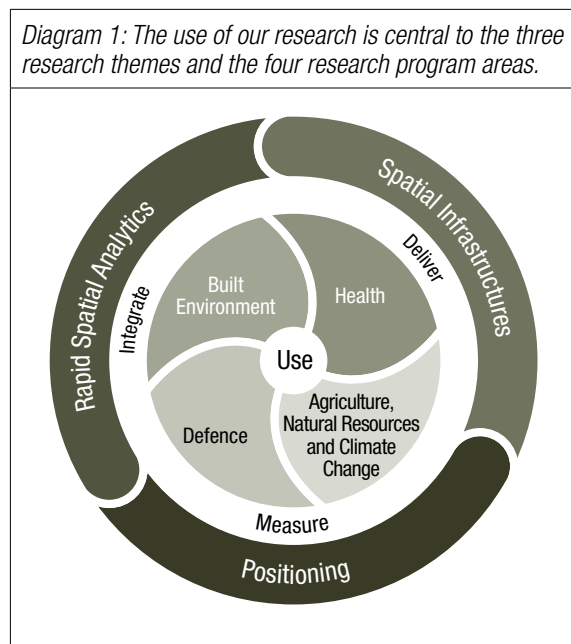 Diagram 1: The use of our research is central to the three
research themes and the four research program areas.
Rapid Spatial Analytics
Spatial Infrastructures
Positioning
Integrate
Deliver
Measure
Built
Environment
Health
Use
Defence
Agriculture,
Natural Resources
and Climate
Change